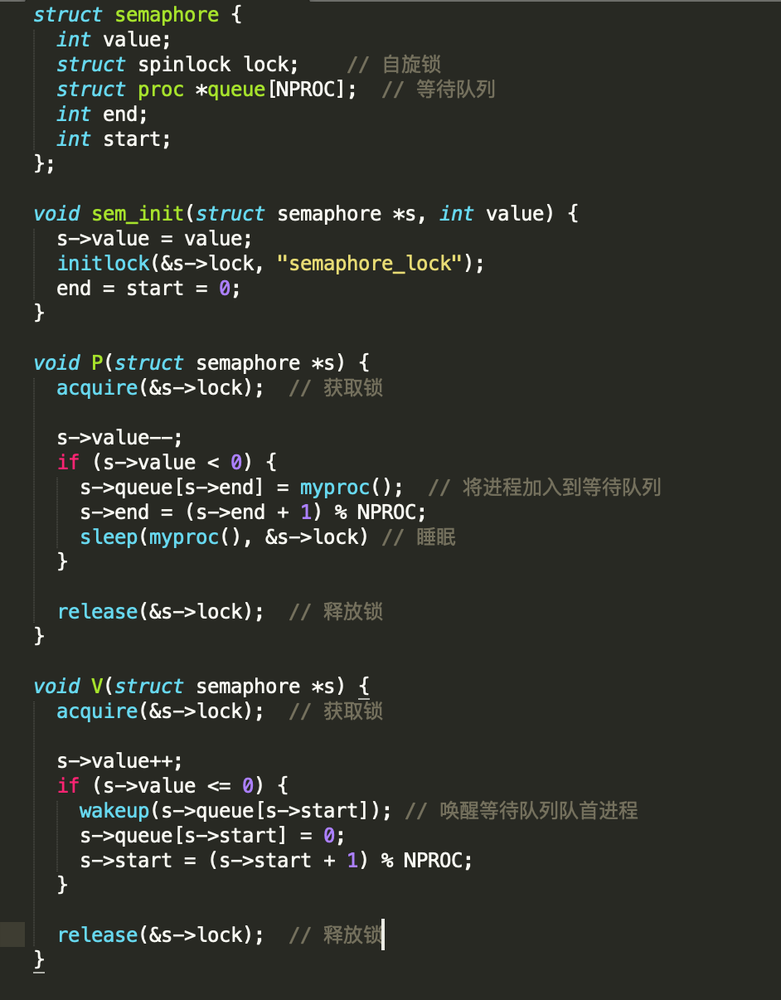 struct semaphore {
  int value;
  struct spinlock lock;    // 自旋锁
  struct proc *queue[NPROC];  // 等待队列
  int end;
  int start;
};

void sem_init(struct semaphore *s, int value) {
  s->value = value;
  initlock(&s->lock, "semaphore_lock");
  end = start = 0;
}

void P(struct semaphore *s) {
  acquire(&s->lock);  // 获取锁

  s->value--;
  if (s->value < 0) {
    s->queue[s->end] = myproc();  // 将进程加入到等待队列
    s->end = (s->end + 1) % NPROC;
    sleep(myproc(), &s->lock) // 睡眠
  }

  release(&s->lock);  // 释放锁
}

void V(struct semaphore *s) {
  acquire(&s->lock);  // 获取锁

  s->value++;
  if (s->value <= 0) {
    wakeup(s->queue[s->start]); // 唤醒等待队列队首进程
    s->queue[s->start] = 0;
    s->start = (s->start + 1) % NPROC;
  }

  release(&s->lock);  // 释放锁
}